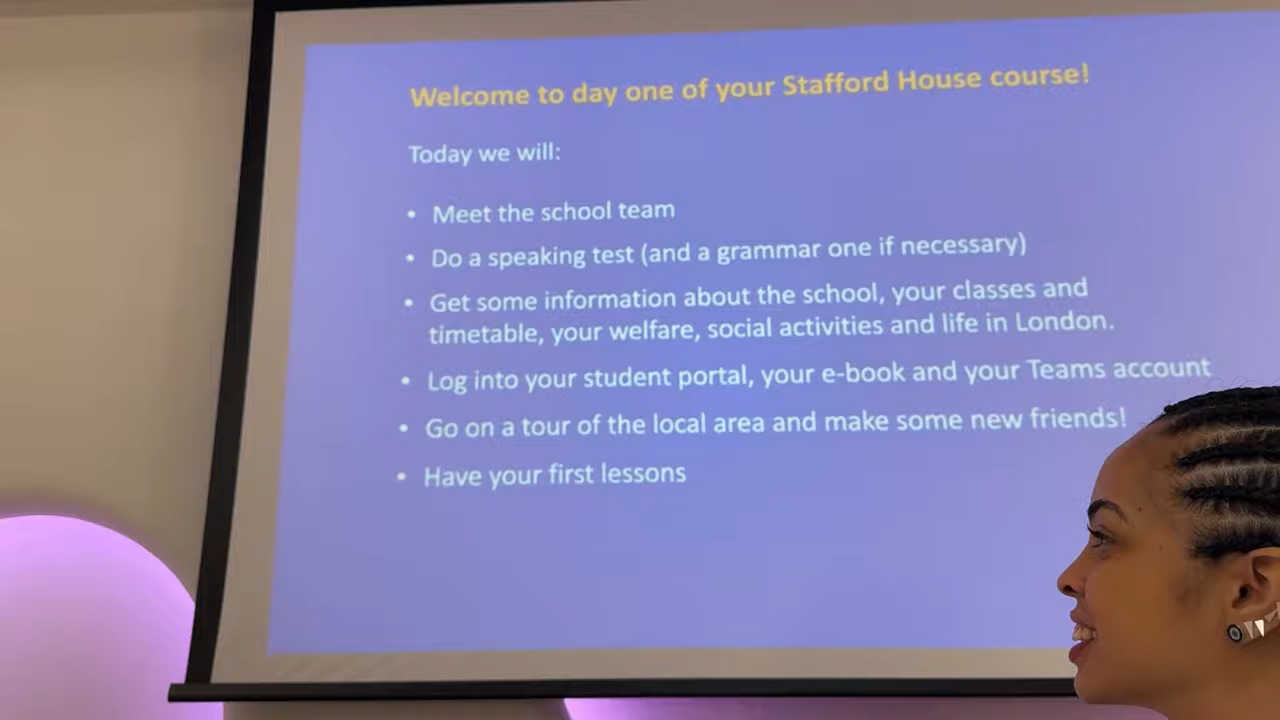 Welcome to day one of your Stafford House course!
Today we will:
• Meet the school team
• Do a speaking test (and a grammar one if necessary)
• Get some information about the school, your classes and
timetable, your welfare, social activities and life in London.
• Log into your student portal, your e-book and your Teams account
• Go on a tour of the local area and make some new friends!
• Have your first lessons